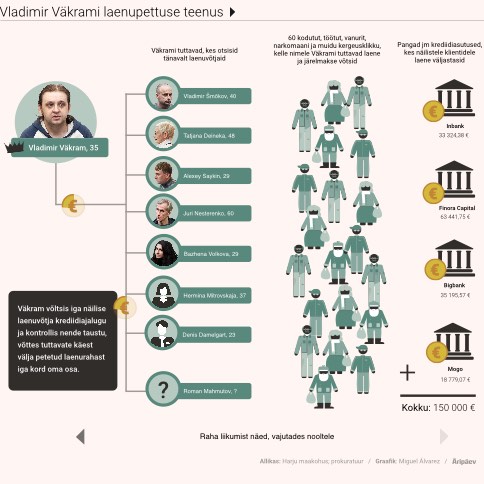 Vladimir Väkrami laenupettuse teenus
Väkrami tuttavad, kes otsisid
tänavalt laenuvõtjaid
60 kodutut, töötut, vanurit,
narkomaani ja muidu kergeusklikku,
kelle nimele Väkrami tuttavad laene
ja järelmakse võtsid
Pangad jm krediidiasutused,
kes näilistele klientidele
laene väljastasid
Vladimir Väkram, 35
Vladimir Šmõkov, 40
Tatjana Deineka, 48
Alexey Saykin, 29
Juri Nesterenko, 60
Bazhena Volkova, 29
Hermina Mitrovskaja, 37
Denis Damelgart, 23
?
Roman Mahmutov, ?
Väkram võltsis iga näilise
laenuvõtja krediidiajalugu
ja kontrollis nende taustu,
võttes tuttavate käest
välja petetud laenurahast
iga kord oma osa.
€
€
€
Inbank
33 324,38 €
€
Finora Capital
63 441,75 €
€
Bigbank
35 195,57 €
€
Mogo
18 779,07 €
+
Kokku: 150 000 €
Raha liikumist näed, vajutades nooltele
Allikas: Harju maakohus, prokuratuur / Graafik: Miguel Álvarez / Äripäev